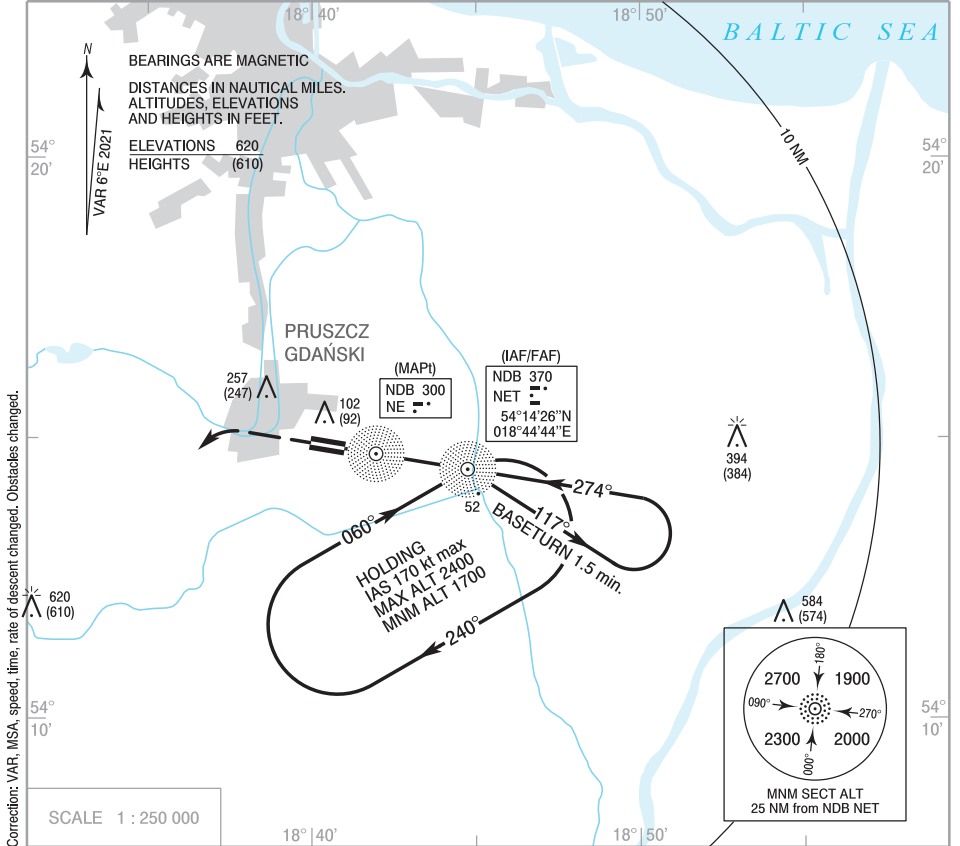 18° 40'
18° 50'
BALTIC SEA
N
VAR 6°E 2021
BEARINGS ARE MAGNETIC
DISTANCES IN NAUTICAL MILES.
ALTITUDES, ELEVATIONS
AND HEIGHTS IN FEET.
ELEVATIONS 620
HEIGHTS (610)
54°
20'
54°
20'
10 NM
PRUSZCZ
GDAŃSKI
257
(247)
102
(92)
(MAPt)
NDB 300
NE
(IAF/FAF)
NDB 370
NET
54°14'26"N
018°44'44"E
394
(384)
52
274°
117°
BASETURN 1.5 min.
060°
HOLDING
IAS 170 kt max
MAX ALT 2400
MNM ALT 1700
240°
620
(610)
584
(574)
54°
10'
54°
10'
180°
2700 1900
090° 270°
2300 2000
000°
MNM SECT ALT
25 NM from NDB NET
SCALE 1 : 250 000
18° 40'
18° 50'
Correction: VAR, MSA, speed, time, rate of descent changed. Obstacles changed.